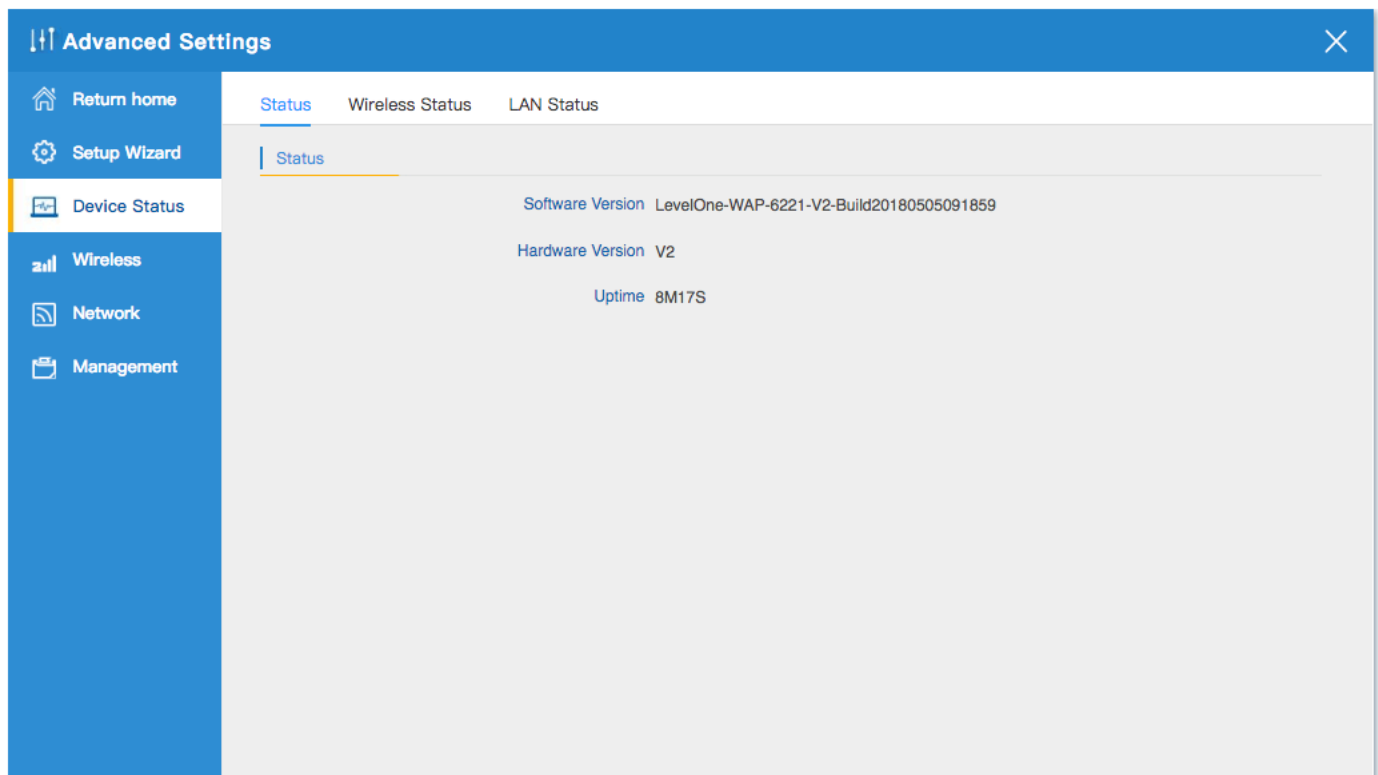 Advanced Settings
Return home
Setup Wizard
Device Status
Wireless
Network
Management
Status Wireless Status LAN Status
Status
Software Version LevelOne-WAP-6221-V2-Build20180505091859
Hardware Version V2
Uptime 8M17S